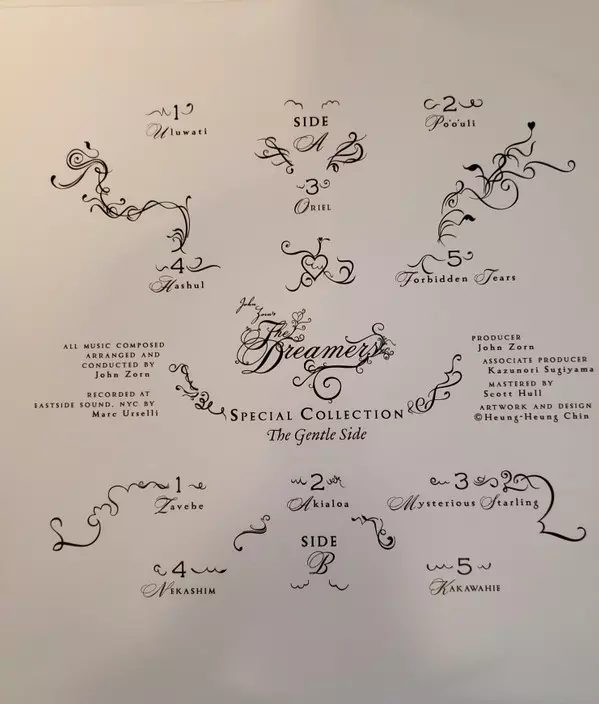 1
Uluwati
SIDE
A
2
Po'o'uli
3
Oriel
4
Hashul
5
Forbidden Tears
John Zorn's
The
Dreamers
Special Collection
The Gentle Side
ALL MUSIC COMPOSED
ARRANGED AND
CONDUCTED BY
John Zorn
RECORDED AT
EASTSIDE SOUND, NYC BY
Marc Urselli
PRODUCER
John Zorn
ASSOCIATE PRODUCER
Kazunori Sugiyama
MASTERED BY
Scott Hull
ARTWORK AND DESIGN
©Heung-Heung Chin
1
Zavebe
2
Akialoa
3
Mysterious Starling
SIDE
B
4
Nekashim
5
Kakawahie